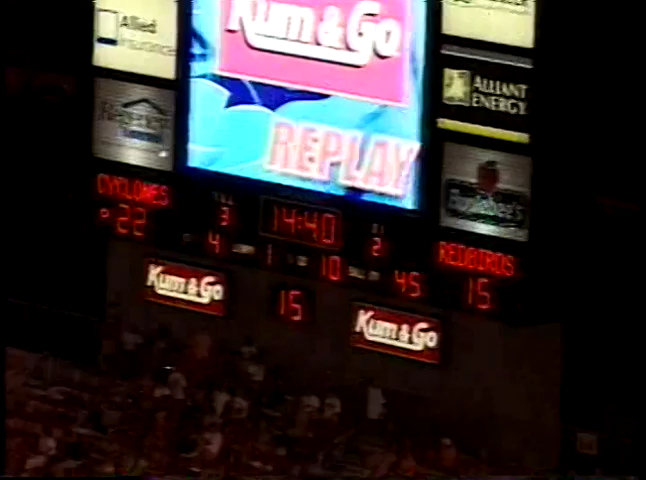 Kum & Go
REPLAY
Allied
Insurance
ALLIANT
ENERGY
CYCLONES
22
3
14:40
2
REDBIRDS
15
4
1
10
45
Kum & Go
15
Kum & Go